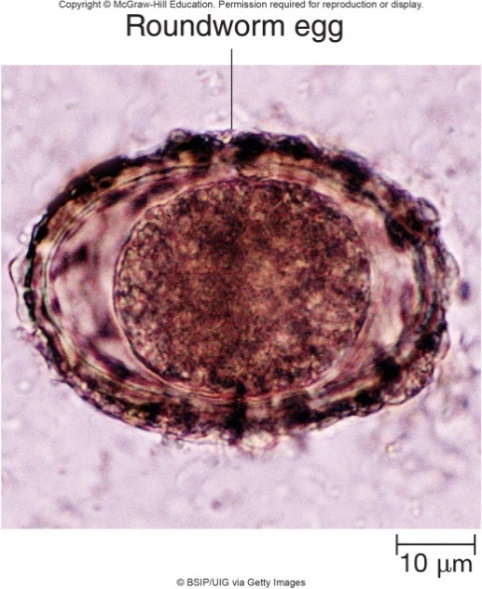 Copyright © McGraw-Hill Education. Permission required for reproduction or display.
Roundworm egg
10 μm
© BSIP/UIG via Getty Images